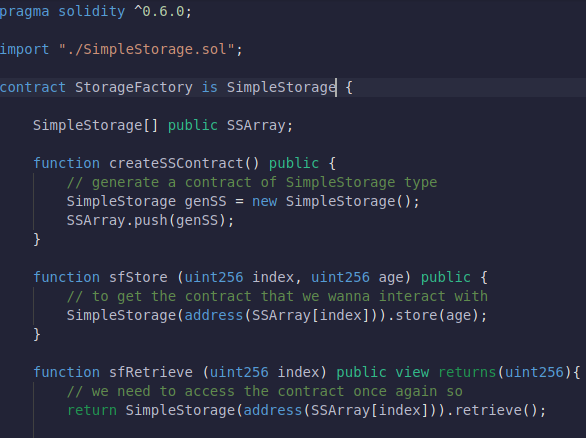 pragma solidity ^0.6.0;
import "./SimpleStorage.sol";
contract StorageFactory is SimpleStorage {
SimpleStorage[] public SSArray;
function createSSContract() public {
// generate a contract of SimpleStorage type
SimpleStorage genSS = new SimpleStorage();
SSArray.push(genSS);
}
function sfStore (uint256 index, uint256 age) public {
// to get the contract that we wanna interact with
SimpleStorage(address(SSArray[index])).store(age);
}
function sfRetrieve (uint256 index) public view returns(uint256){
// we need to access the contract once again so
return SimpleStorage(address(SSArray[index])).retrieve();